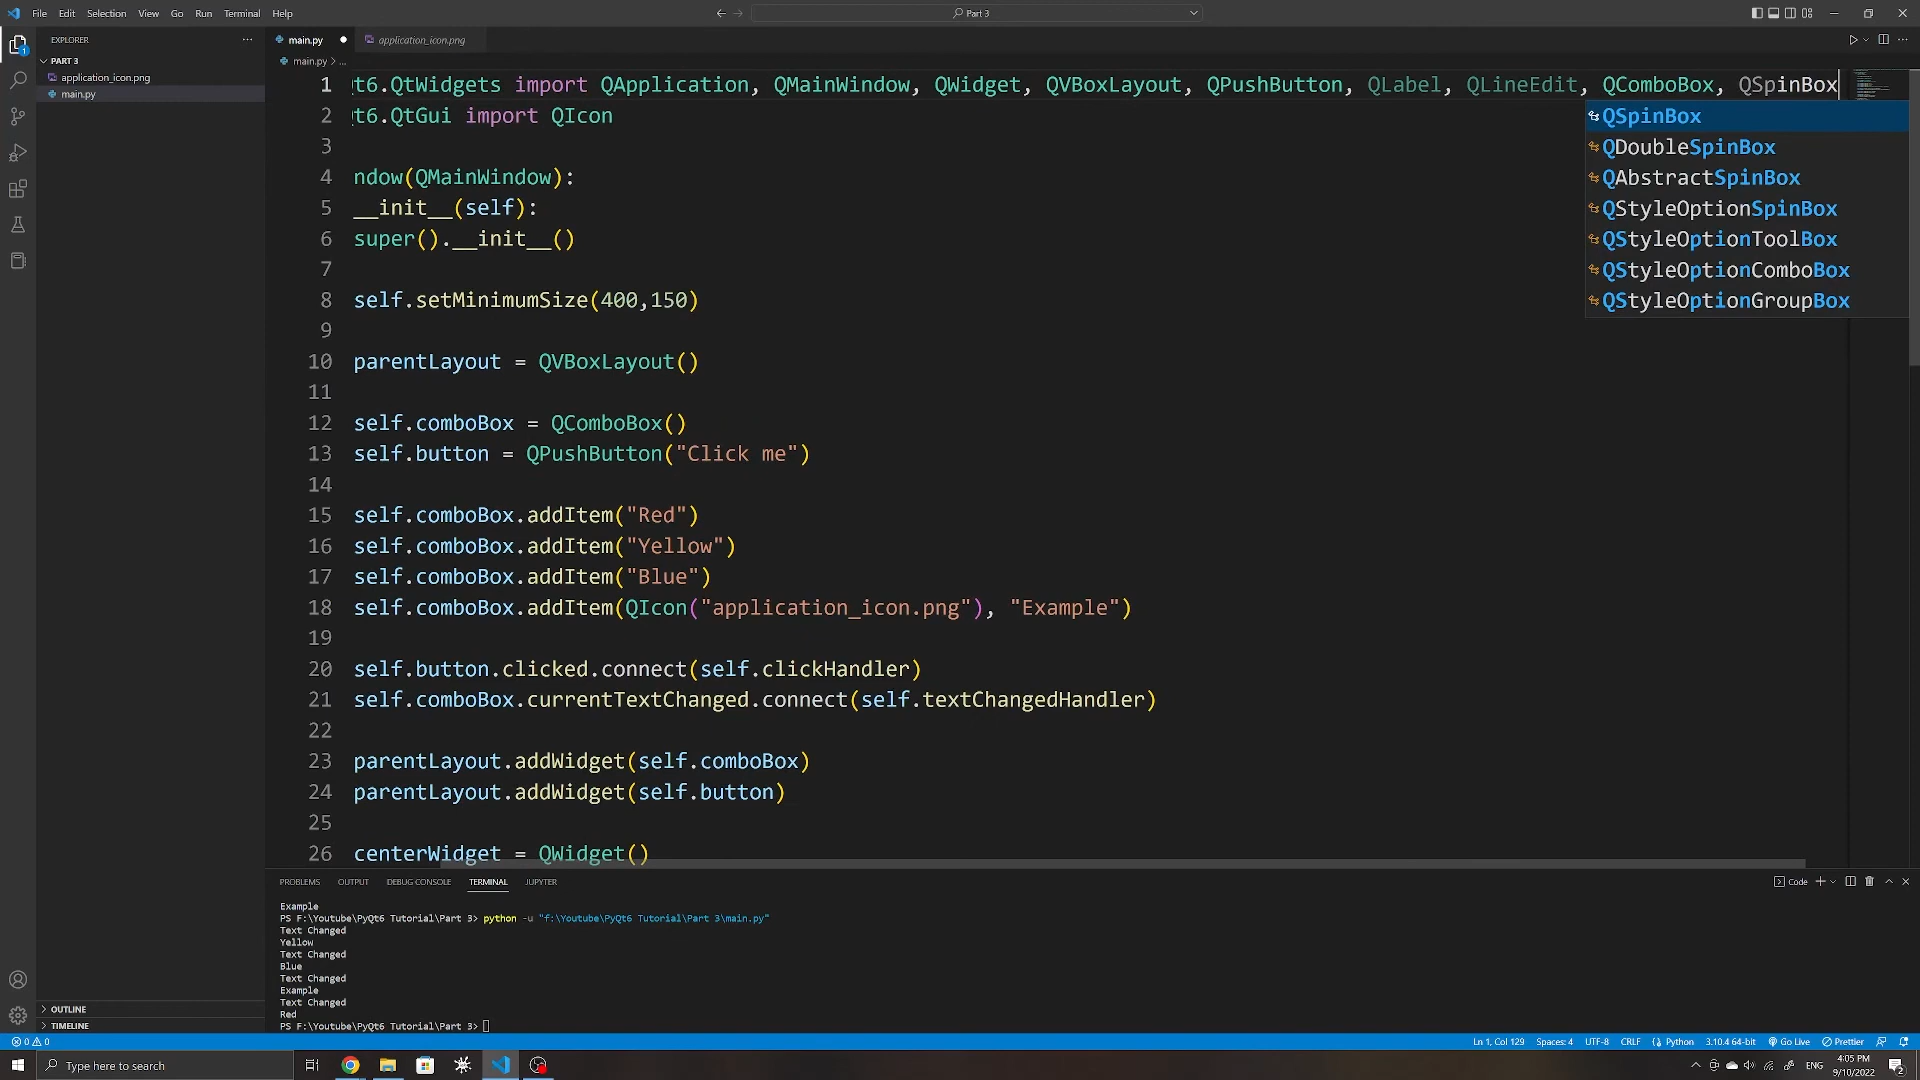 File Edit Selection View Go Run Terminal Help
Part 3
EXPLORER
PART 3
application_icon.png
main.py
OUTLINE
TIMELINE
main.py application_icon.png
main.py > ...
1 t6.QtWidgets import QApplication, QMainWindow, QWidget, QVBoxLayout, QPushButton, QLabel, QLineEdit, QComboBox, QSpinBox
2 t6.QtGui import QIcon
3
4 ndow(QMainWindow):
5 __init__(self):
6 super().__init__()
7
8 self.setMinimumSize(400,150)
9
10 parentLayout = QVBoxLayout()
11
12 self.comboBox = QComboBox()
13 self.button = QPushButton("Click me")
14
15 self.comboBox.addItem("Red")
16 self.comboBox.addItem("Yellow")
17 self.comboBox.addItem("Blue")
18 self.comboBox.addItem(QIcon("application_icon.png"), "Example")
19
20 self.button.clicked.connect(self.clickHandler)
21 self.comboBox.currentTextChanged.connect(self.textChangedHandler)
22
23 parentLayout.addWidget(self.comboBox)
24 parentLayout.addWidget(self.button)
25
26 centerWidget = QWidget()
QSpinBox
QDoubleSpinBox
QAbstractSpinBox
QStyleOptionSpinBox
QStyleOptionToolBox
QStyleOptionComboBox
QStyleOptionGroupBox
PROBLEMS OUTPUT DEBUG CONSOLE TERMINAL JUPYTER
Code
Example
PS F:\Youtube\PyQt6 Tutorial\Part 3> python -u "f:\Youtube\PyQt6 Tutorial\Part 3\main.py"
Text Changed
Yellow
Text Changed
Blue
Text Changed
Example
Text Changed
Red
PS F:\Youtube\PyQt6 Tutorial\Part 3>
0 0 Ln 1, Col 129 Spaces: 4 UTF-8 CRLF Python 3.10.4 64-bit Go Live Prettier
Type here to search
ENG
4:05 PM
9/10/2022
2